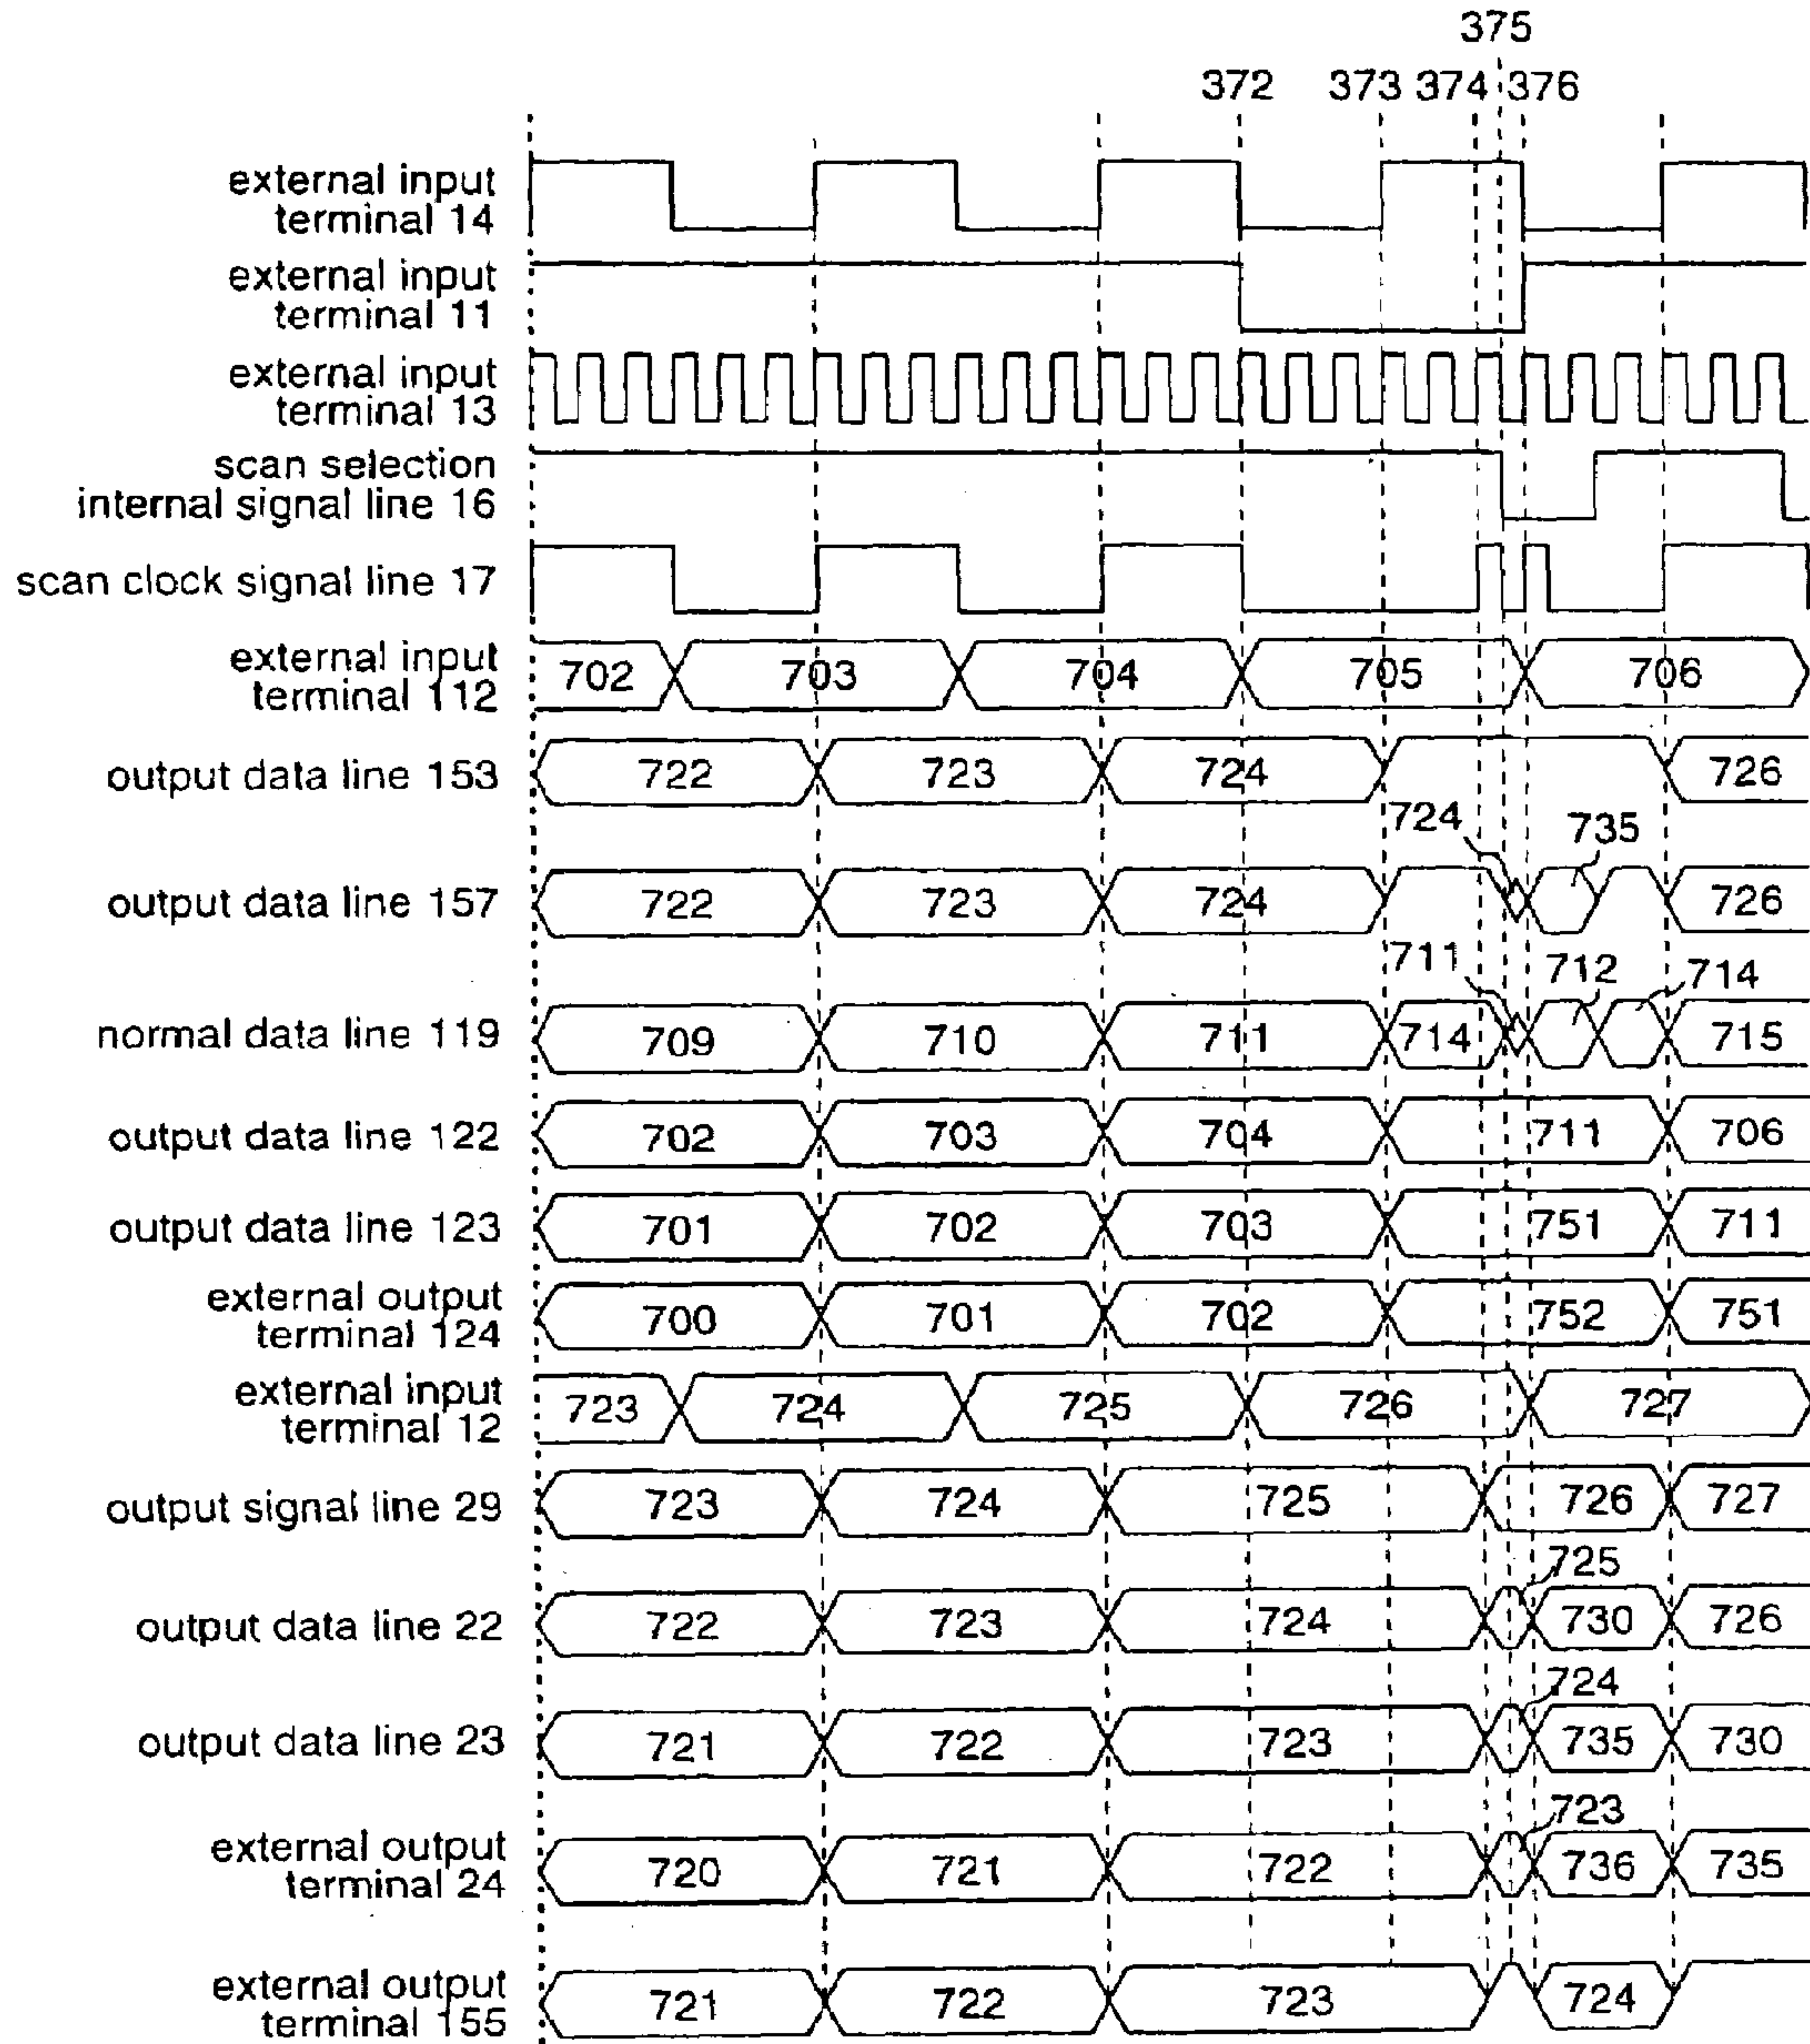 375
372 373 374 376
external input
terminal 14
external input
terminal 11
external input
terminal 13
scan selection
internal signal line 16
scan clock signal line 17
external input
terminal 112
702 703 704 705 706
output data line 153
722 723 724 726
724 735
output data line 157
722 723 724 726
711 712 714
normal data line 119
709 710 711 714 715
output data line 122
702 703 704 711 706
output data line 123
701 702 703 751 711
external output
terminal 124
700 701 702 752 751
external input
terminal 12
723 724 725 726 727
output signal line 29
723 724 725 726 727
725
output data line 22
722 723 724 730 726
724
output data line 23
721 722 723 735 730
723
external output
terminal 24
720 721 722 736 735
external output
terminal 155
721 722 723 724